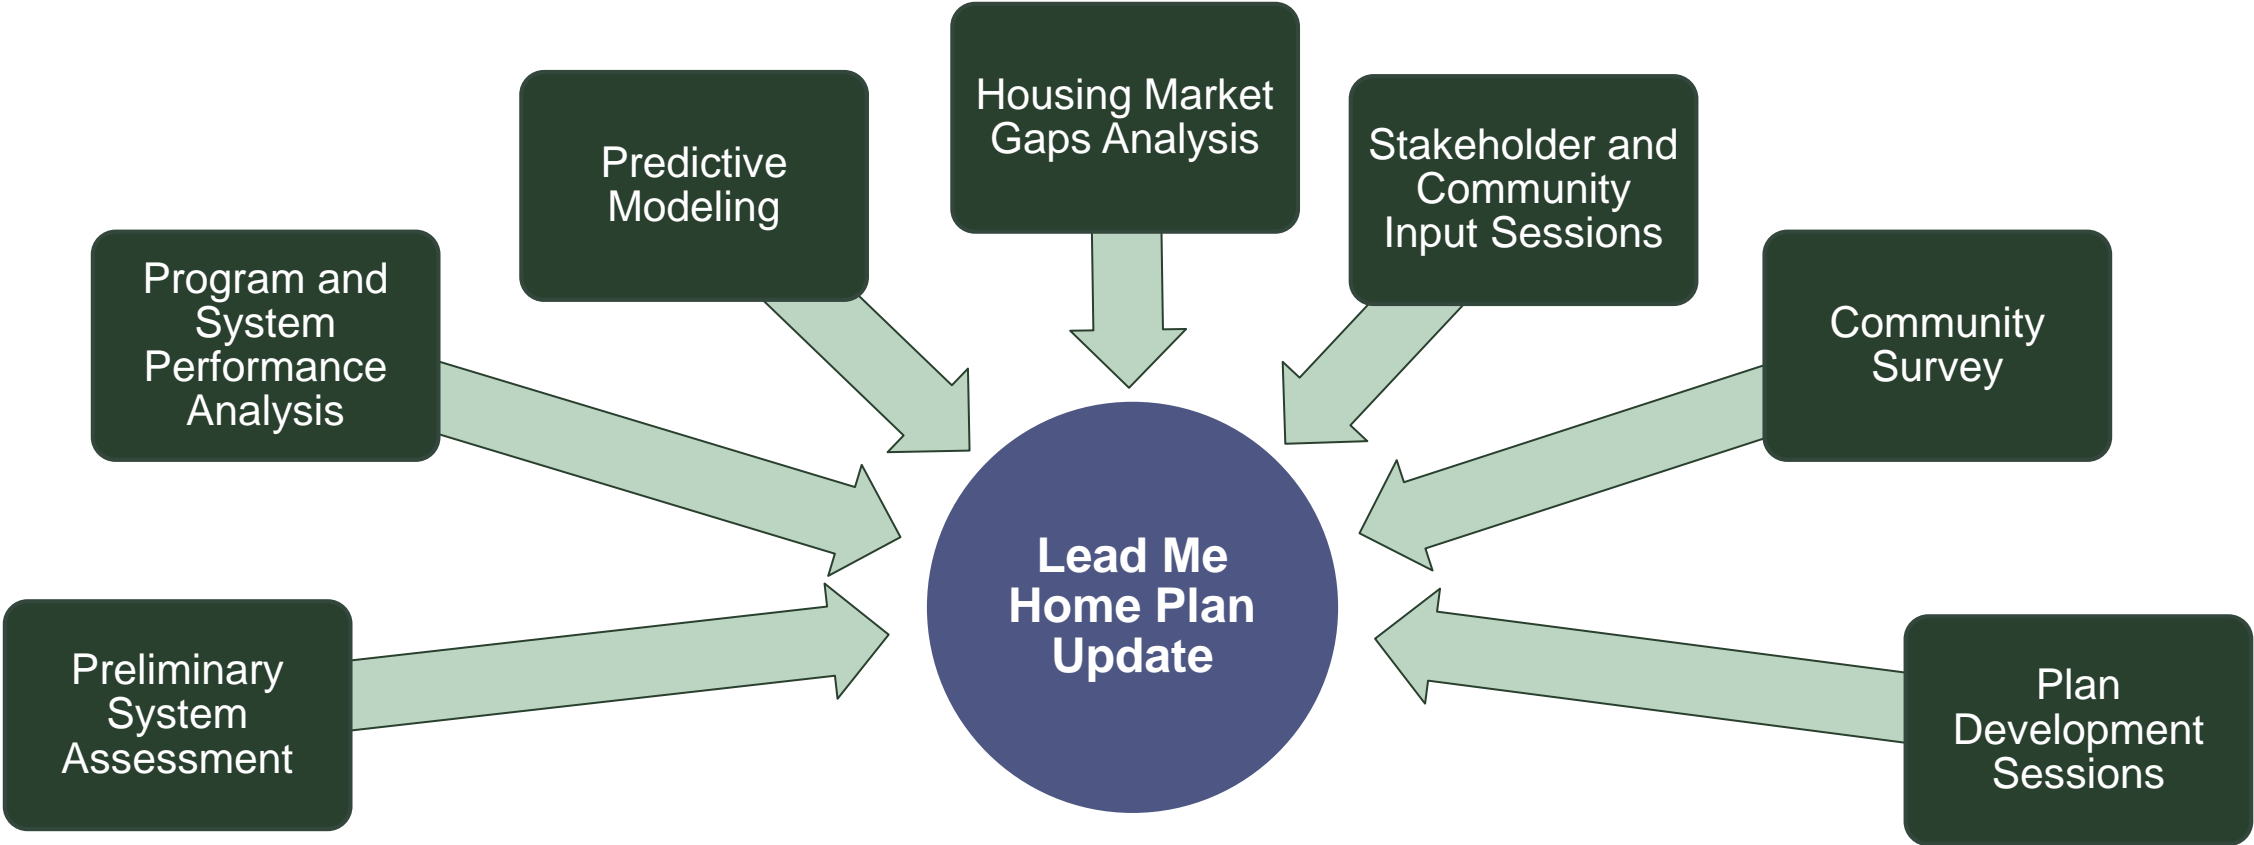 Housing Market
Gaps Analysis
Predictive
Modeling
Stakeholder and
Community
Input Sessions
Program and
System
Performance
Analysis
Community
Survey
Lead Me
Home Plan
Update
Preliminary
System
Assessment
Plan
Development
Sessions